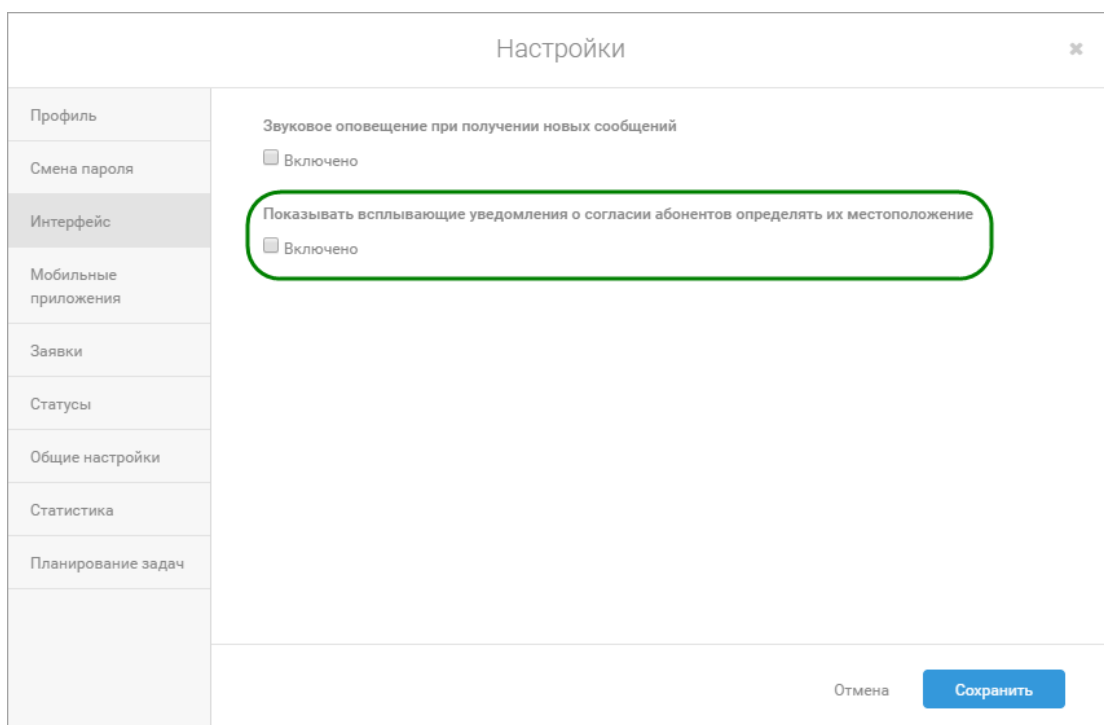 Настройки
Профиль
Смена пароля
Интерфейс
Мобильные
приложения
Заявки
Статусы
Общие настройки
Статистика
Планирование задач
Звуковое оповещение при получении новых сообщений
Включено
Показывать всплывающие уведомления о согласии абонентов определять их местоположение
Включено
Отмена
Сохранить